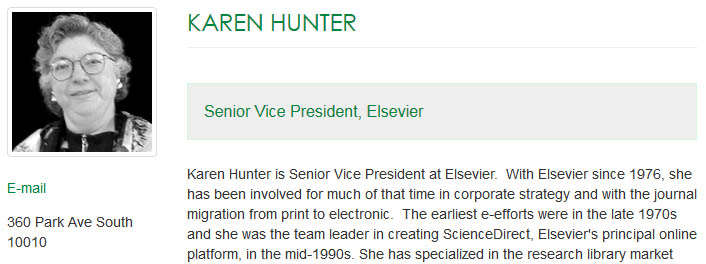 KAREN HUNTER
Senior Vice President, Elsevier
E-mail
360 Park Ave South
10010
Karen Hunter is Senior Vice President at Elsevier.  With Elsevier since 1976, she
has been involved for much of that time in corporate strategy and with the journal
migration from print to electronic.  The earliest e-efforts were in the late 1970s
and she was the team leader in creating ScienceDirect, Elsevier's principal online
platform, in the mid-1990s. She has specialized in the research library market